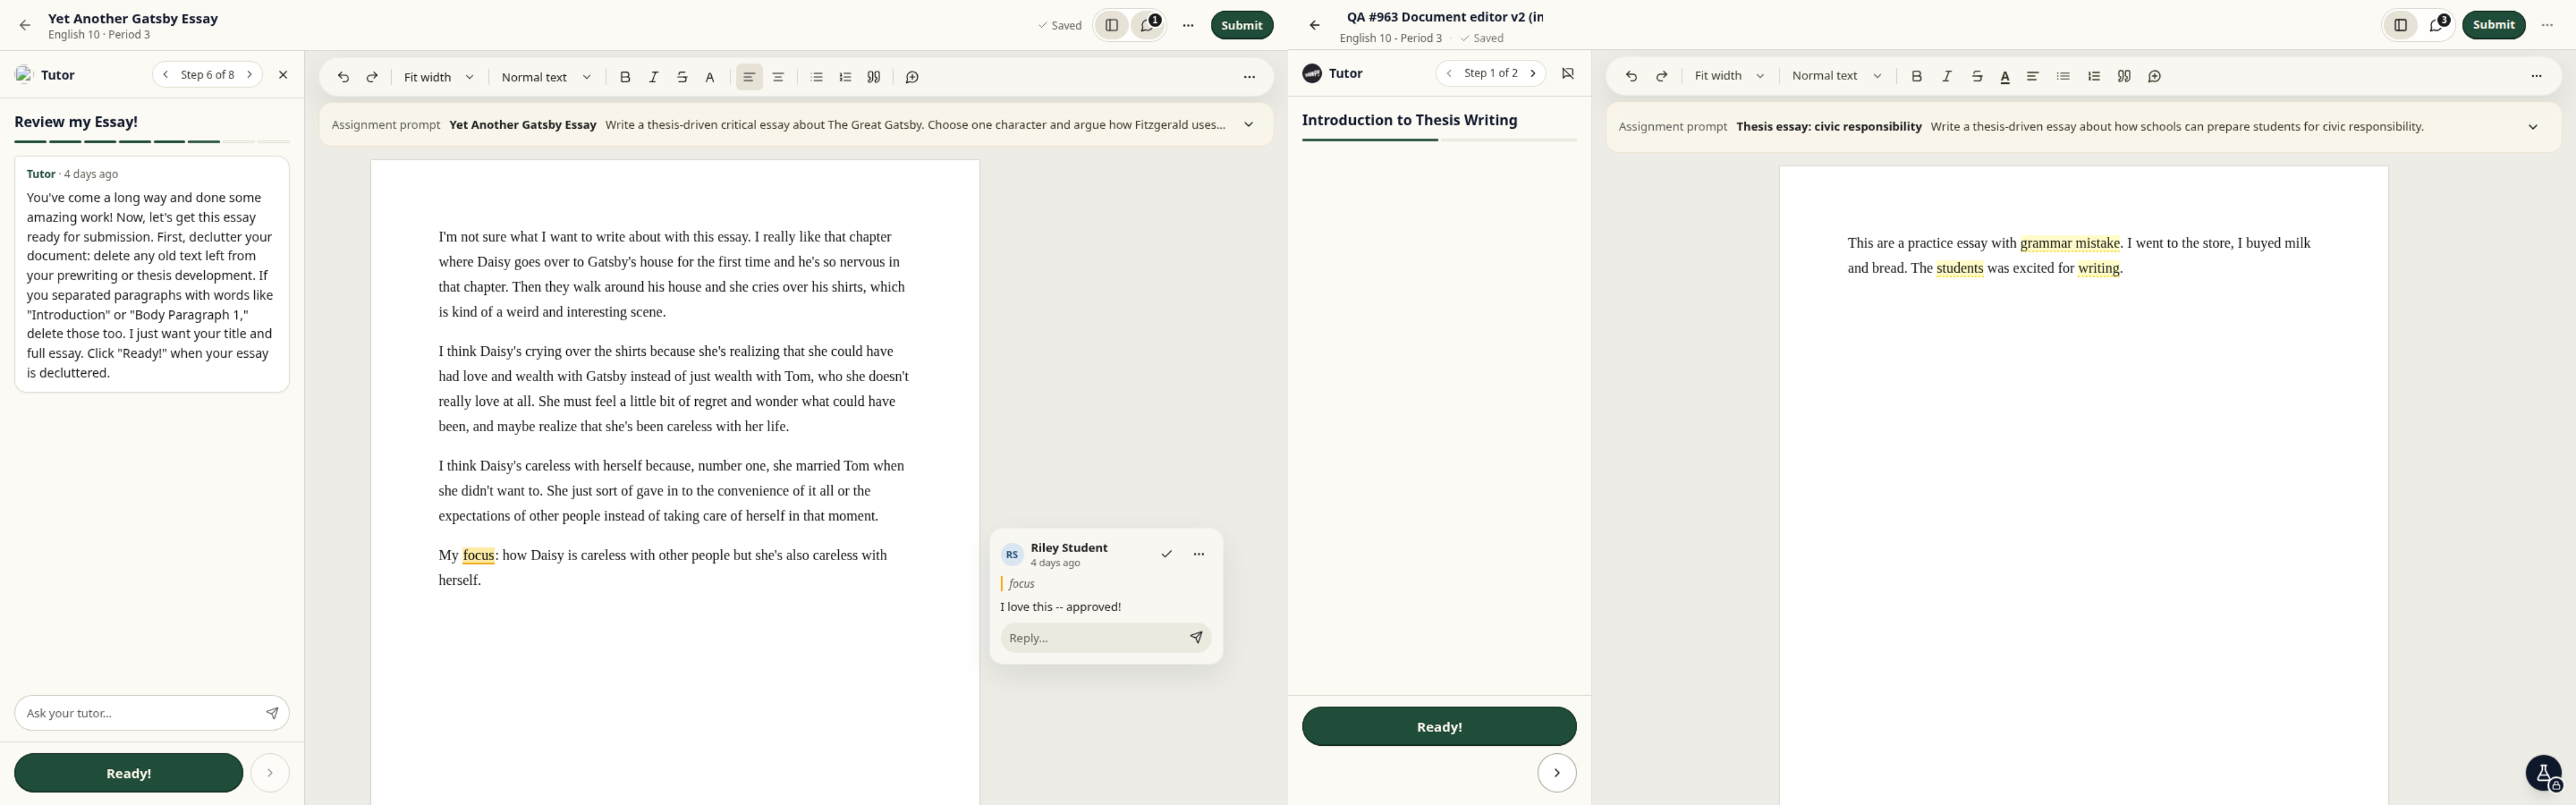 Yet Another Gatsby Essay
English 10 · Period 3
Saved
1
Submit
Tutor
Step 6 of 8
Review my Essay!
Tutor · 4 days ago
You've come a long way and done some
amazing work! Now, let's get this essay
ready for submission. First, declutter your
document: delete any old text left from
your prewriting or thesis development. If
you separated paragraphs with words like
"Introduction" or "Body Paragraph 1,"
delete those too. I just want your title and
full essay. Click "Ready!" when your essay
is decluttered.
Ask your tutor...
Ready!
Fit width
Normal text
B I S A
Assignment prompt Yet Another Gatsby Essay Write a thesis-driven critical essay about The Great Gatsby. Choose one character and argue how Fitzgerald uses...
I'm not sure what I want to write about with this essay. I really like that chapter
where Daisy goes over to Gatsby's house for the first time and he's so nervous in
that chapter. Then they walk around his house and she cries over his shirts, which
is kind of a weird and interesting scene.
I think Daisy's crying over the shirts because she's realizing that she could have
had love and wealth with Gatsby instead of just wealth with Tom, who she doesn't
really love at all. She must feel a little bit of regret and wonder what could have
been, and maybe realize that she's been careless with her life.
I think Daisy's careless with herself because, number one, she married Tom when
she didn't want to. She just sort of gave in to the convenience of it all or the
expectations of other people instead of taking care of herself in that moment.
My focus: how Daisy is careless with other people but she's also careless with
herself.
RS
Riley Student
4 days ago
focus
I love this -- approved!
Reply...
QA #963 Document editor v2 (in
English 10 - Period 3 · Saved
3
Submit
Tutor
Step 1 of 2
Introduction to Thesis Writing
Ready!
Fit width
Normal text
B I S A
Assignment prompt Thesis essay: civic responsibility Write a thesis-driven essay about how schools can prepare students for civic responsibility.
This are a practice essay with grammar mistake. I went to the store, I buyed milk
and bread. The students was excited for writing.